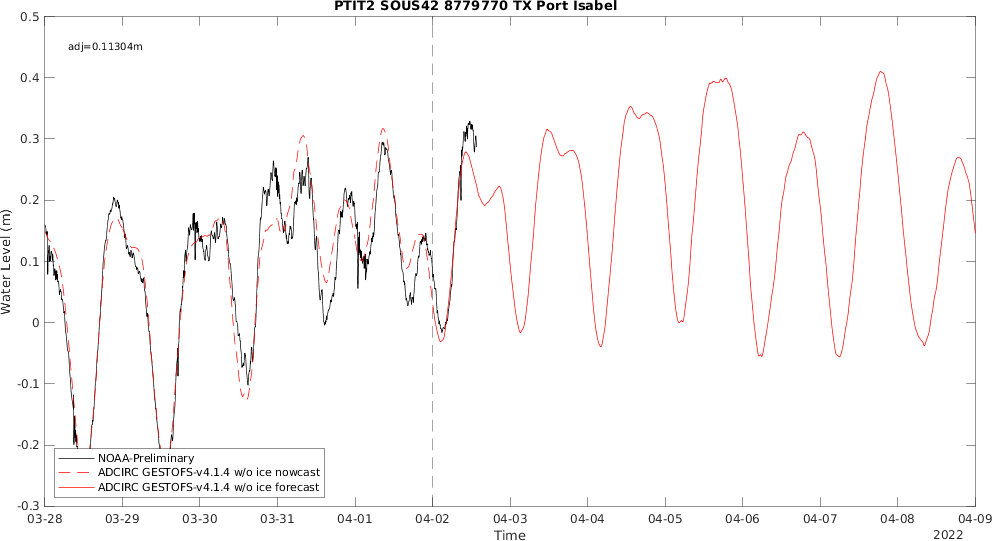 PTIT2 SOUS42 8779770 TX Port Isabel
0.5
adj=0.11304m
0.4
0.3
0.2
0.1
0
-0.1
-0.2
-0.3
Water Level (m)
NOAA-Preliminary
ADCIRC GESTOFS-v4.1.4 w/o ice nowcast
ADCIRC GESTOFS-v4.1.4 w/o ice forecast
03-28 03-29 03-30 03-31 04-01 04-02 04-03 04-04 04-05 04-06 04-07 04-08 04-09
Time
2022